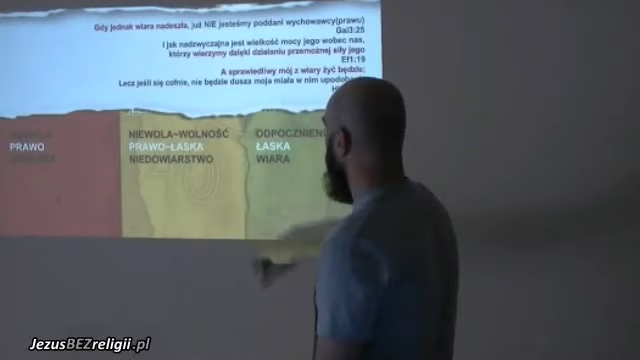 Gdy jednak wiara nadeszła, już NIE jesteśmy poddani wychowawcy(prawu)
Gal3:25
I jak nadzwyczajna jest wielkość mocy jego wobec nas,
którzy wierzymy dzięki działaniu przemożnej siły jego
Ef1:19
A sprawiedliwy mój z wiary żyć będzie;
Lecz jeśli się cofnie, nie będzie dusza moja miała w nim
PRAWO
NIEWOLA-WOLNOŚĆ
PRAWO-ŁASKA
NIEDOWIARSTWO
ŁASKA
WIARA
JezusBEZreligii.pl